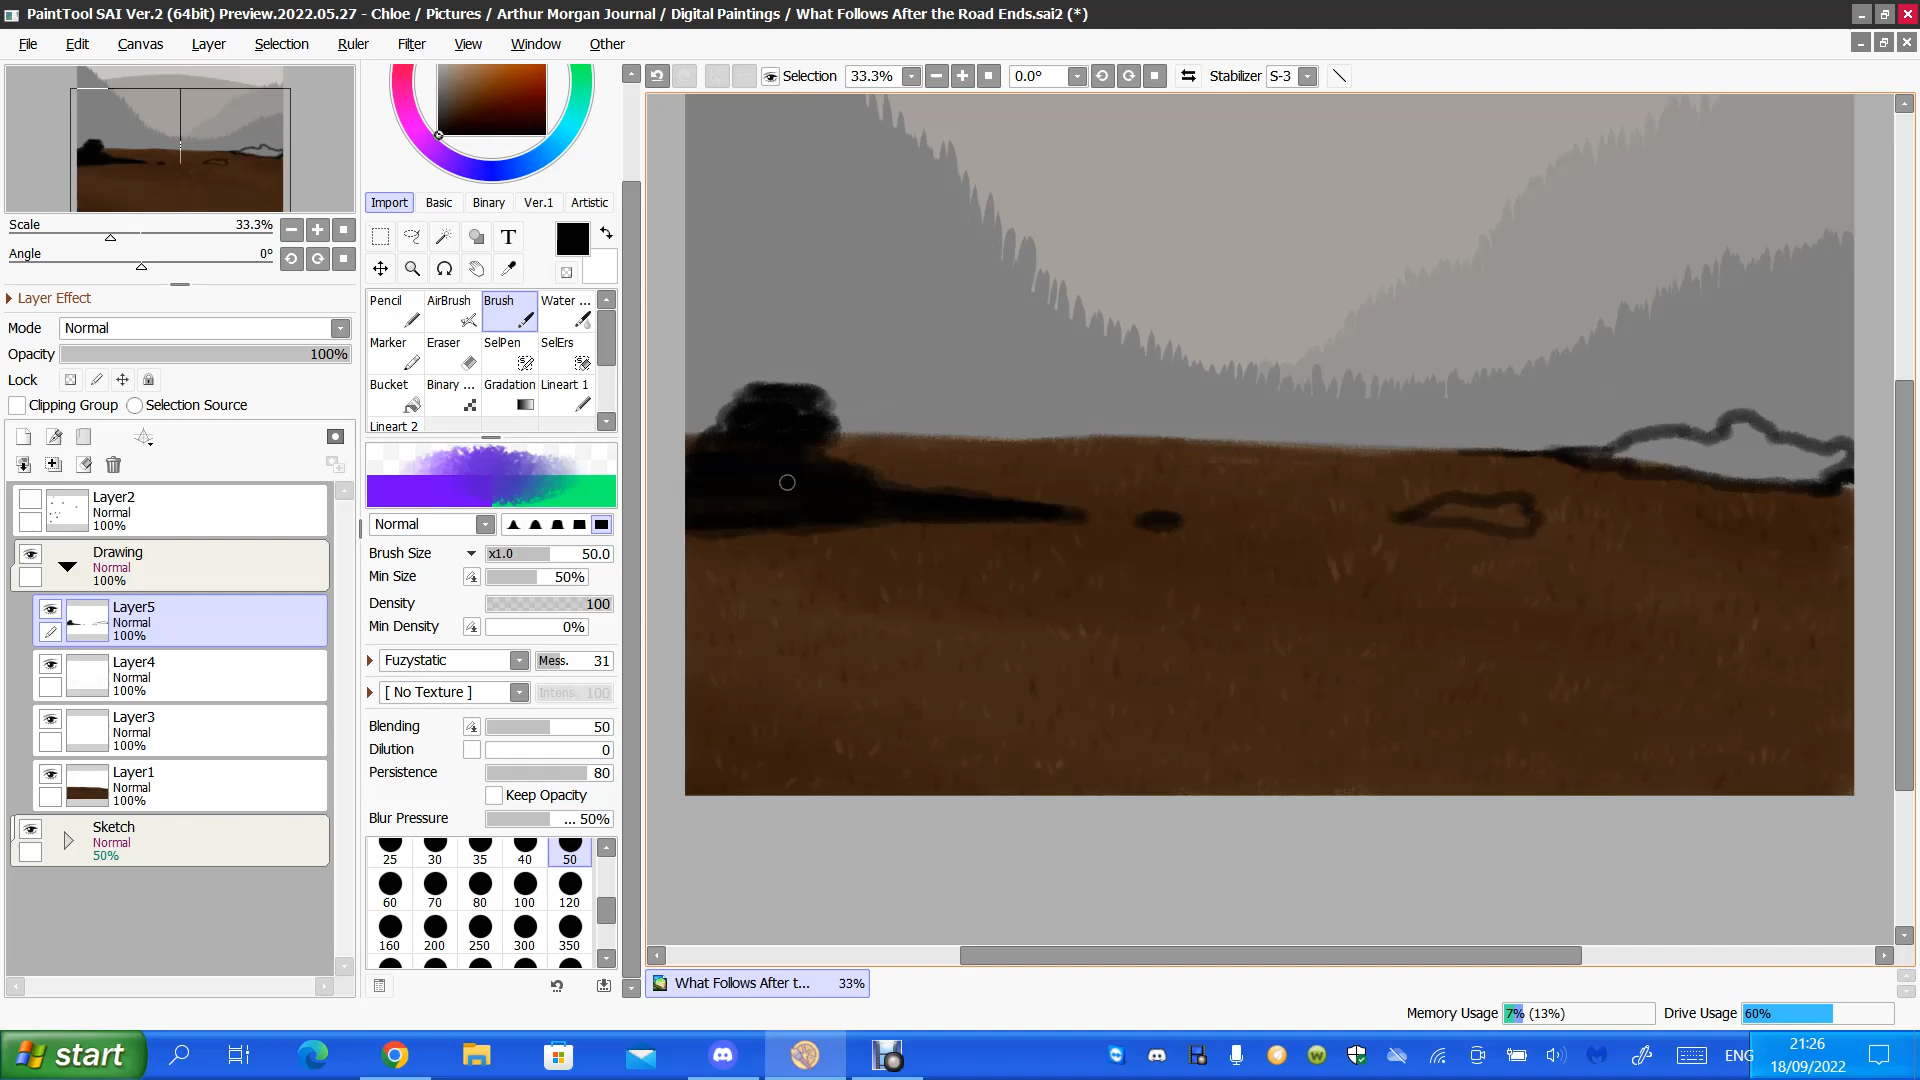 PaintTool SAI Ver.2 (64bit) Preview.2022.05.27 - Chloe / Pictures / Arthur Morgan Journal / Digital Paintings / What Follows After the Road Ends.sai2 (*)
File Edit Canvas Layer Selection Ruler Filter View Window Other
Selection 33.3% 0.0° Stabilizer S-3
Scale 33.3%
Angle 0°
Layer Effect
Mode Normal
Opacity 100%
Lock
Clipping Group Selection Source
Layer2
Normal
100%
Drawing
Normal
100%
Layer5
Normal
100%
Layer4
Normal
100%
Layer3
Normal
100%
Layer1
Normal
100%
Sketch
Normal
50%
Import Basic Binary Ver.1 Artistic
T
Pencil AirBrush Brush Water ...
Marker Eraser SelPen SelErs
Bucket Binary ... Gradation Lineart 1
Lineart 2
Normal
Brush Size x1.0 50.0
Min Size 50%
Density 100
Min Density 0%
Fuzystatic Mess. 31
[ No Texture ] Intens. 100
Blending 50
Dilution 0
Persistence 80
Keep Opacity
Blur Pressure ... 50%
25 30 35 40 50
60 70 80 100 120
160 200 250 300 350
What Follows After t... 33%
Memory Usage 7% (13%) Drive Usage 60%
start
ENG
21:26
18/09/2022